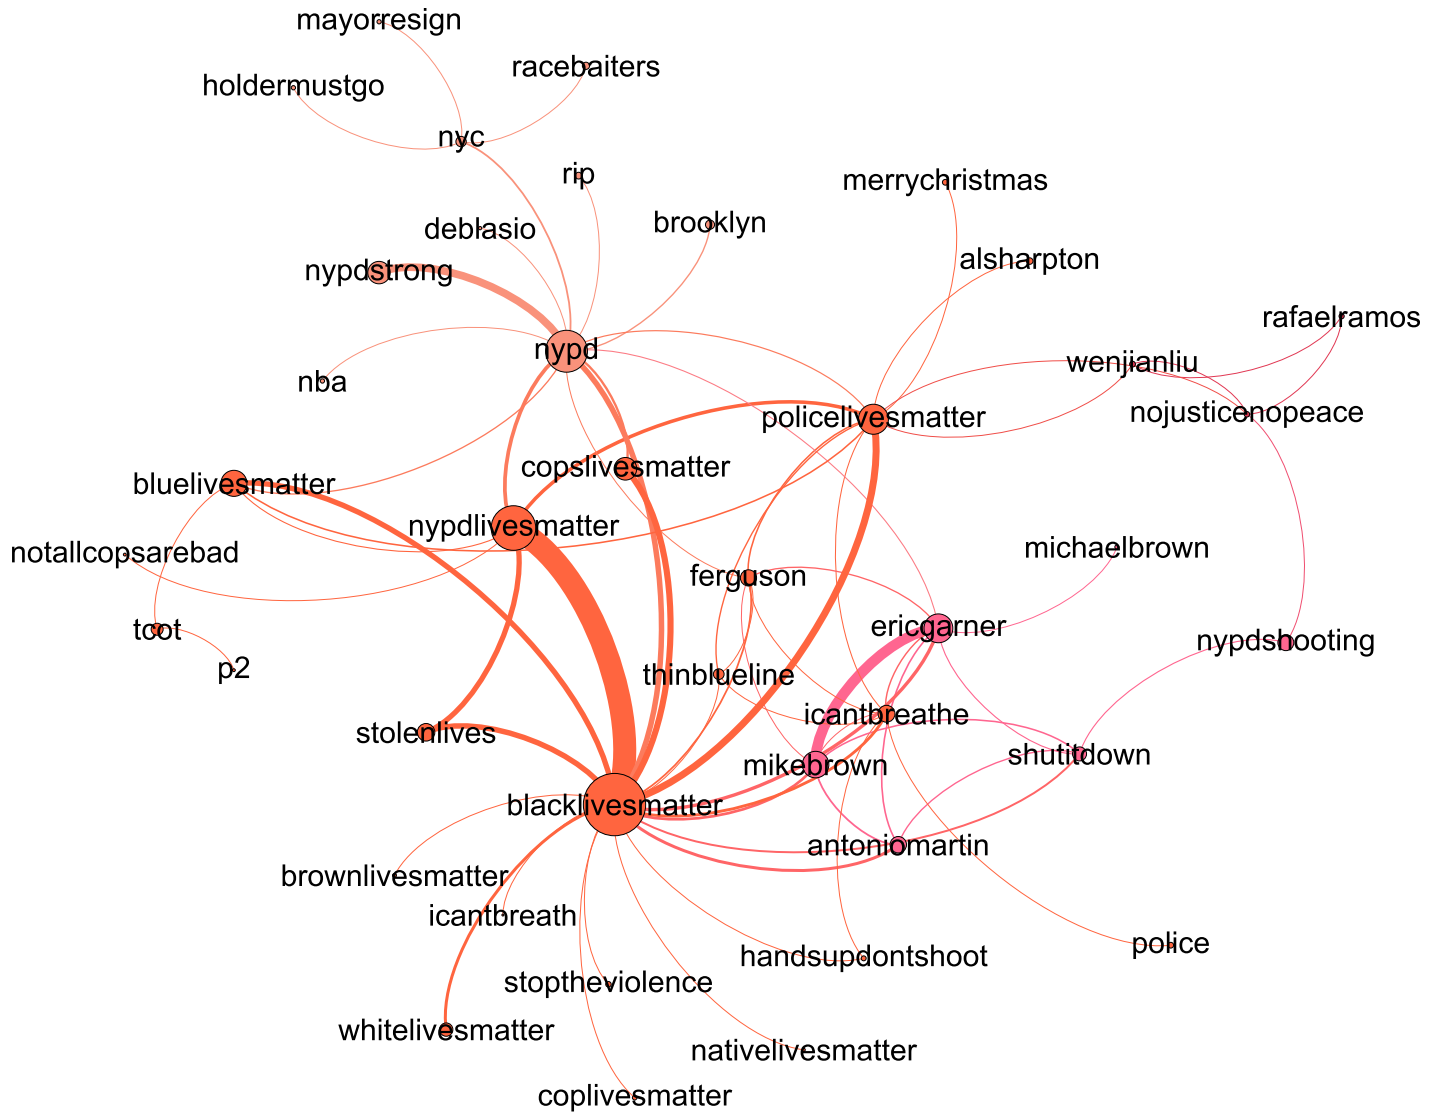 mayorresign
racebaiters
holdermustgo
nyc
rip
merrychristmas
brooklyn
deblasio
alsharpton
nypdstrong
rafaelramos
nypd
wenjianliu
nba
nojusticenopeace
policelivesmatter
copslivesmatter
bluelivesmatter
nypdlivesmatter
michaelbrown
notallcopsarebad
ferguson
ericgarner
tcot
nypdshooting
p2
thinblueline
icantbreathe
stolenlives
shutitdown
mikebrown
blacklivesmatter
antoniomartin
brownlivesmatter
icantbreath
police
handsupdontshoot
stoptheviolence
whitelivesmatter
nativelivesmatter
coplivesmatter